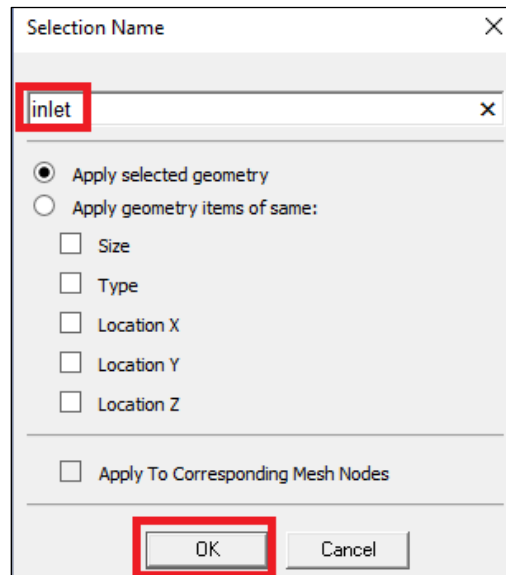 Selection Name
inlet
Apply selected geometry
Apply geometry items of same:
Size
Type
Location X
Location Y
Location Z
Apply To Corresponding Mesh Nodes
OK Cancel